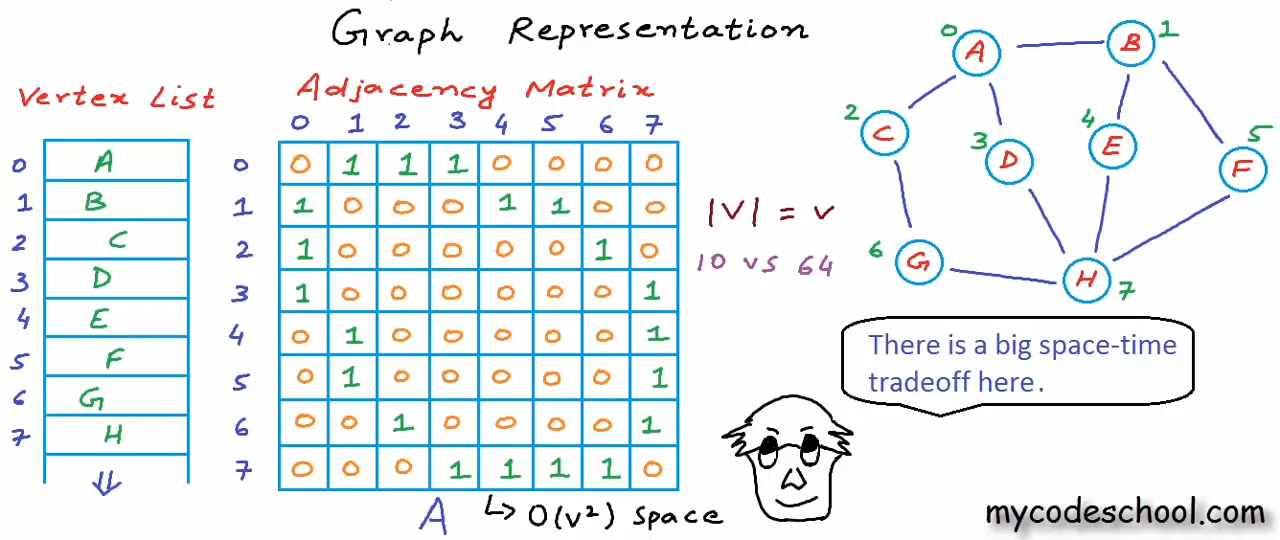 Graph Representation
Vertex List
0 A
1 B
2 C
3 D
4 E
5 F
6 G
7 H
Adjacency Matrix
0 1 2 3 4 5 6 7
0 0 1 1 1 0 0 0 0
1 1 0 0 0 1 1 0 0
2 1 0 0 0 0 0 1 0
3 1 0 0 0 0 0 0 1
4 0 1 0 0 0 0 0 1
5 0 1 0 0 0 0 0 1
6 0 0 1 0 0 0 0 1
7 0 0 0 1 1 1 1 0
A ↳ O(v²) space
|V| = v
10 vs 64
0 A
B 1
2 C
3 D
4 E
5 F
6 G
H 7
There is a big space-time
tradeoff here.
mycodeschool.com